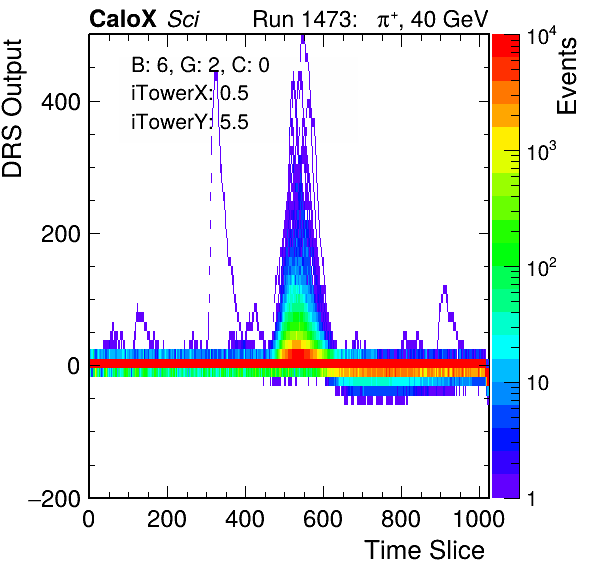 CaloX Sci Run 1473: π⁺, 40 GeV
B: 6, G: 2, C: 0
iTowerX: 0.5
iTowerY: 5.5
DRS Output
400
200
0
−200
0 200 400 600 800 1000
Time Slice
Events
10⁴
10³
10²
10
1